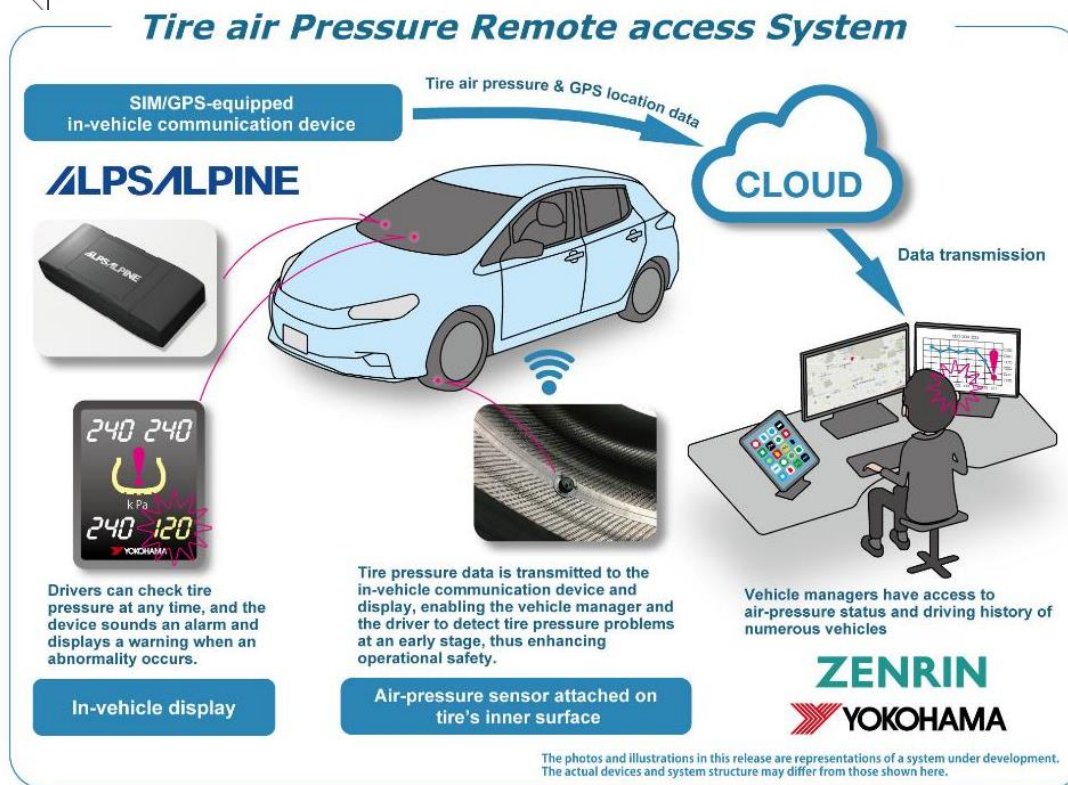 Tire air Pressure Remote access System
SIM/GPS-equipped
in-vehicle communication device
Tire air pressure & GPS location data
ALPSALPINE
CLOUD
ALPSALPINE
Data transmission
240 240
!
kPa
240 120
YOKOHAMA
Drivers can check tire
pressure at any time, and the
device sounds an alarm and
displays a warning when an
abnormality occurs.
In-vehicle display
Tire pressure data is transmitted to the
in-vehicle communication device and
display, enabling the vehicle manager and
the driver to detect tire pressure problems
at an early stage, thus enhancing
operational safety.
Air-pressure sensor attached on
tire's inner surface
!
Vehicle managers have access to
air-pressure status and driving history of
numerous vehicles
ZENRIN
YOKOHAMA
The photos and illustrations in this release are representations of a system under development.
The actual devices and system structure may differ from those shown here.